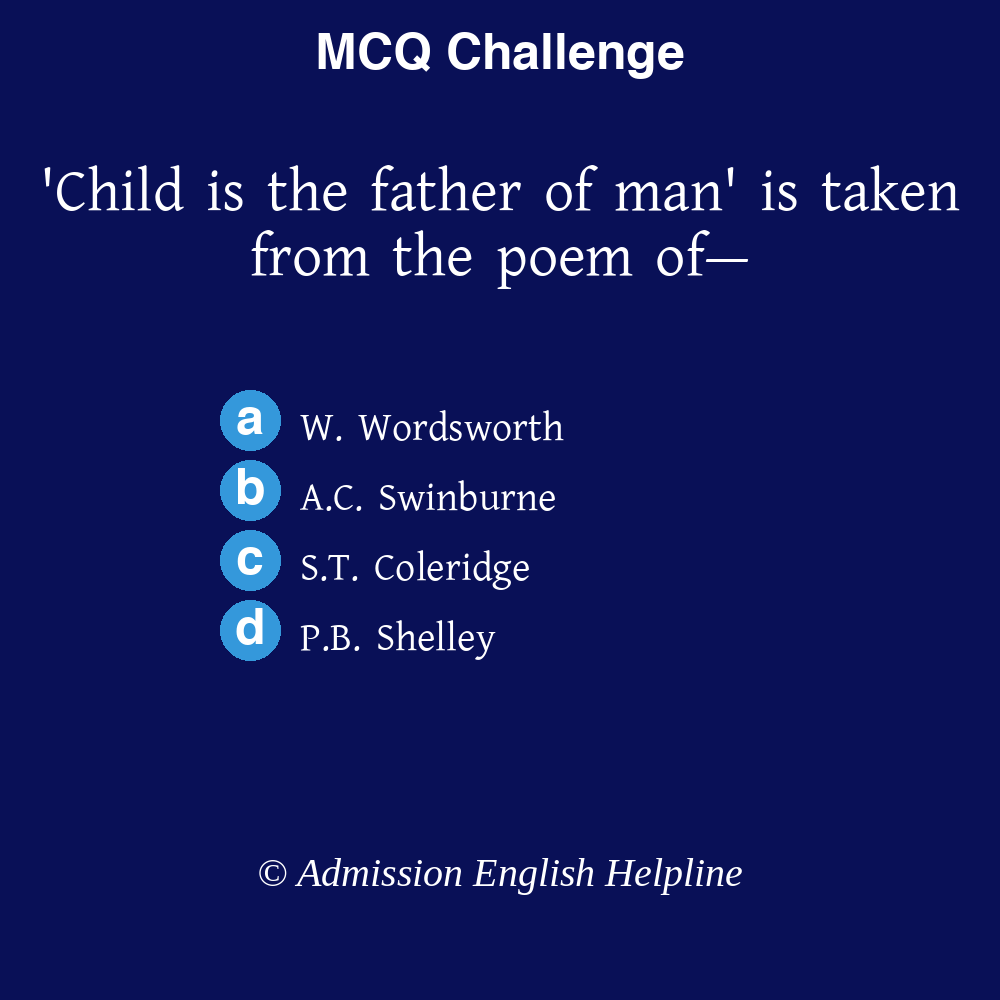 MCQ Challenge
'Child is the father of man' is taken
from the poem of—
a W. Wordsworth
b A.C. Swinburne
c S.T. Coleridge
d P.B. Shelley
© Admission English Helpline